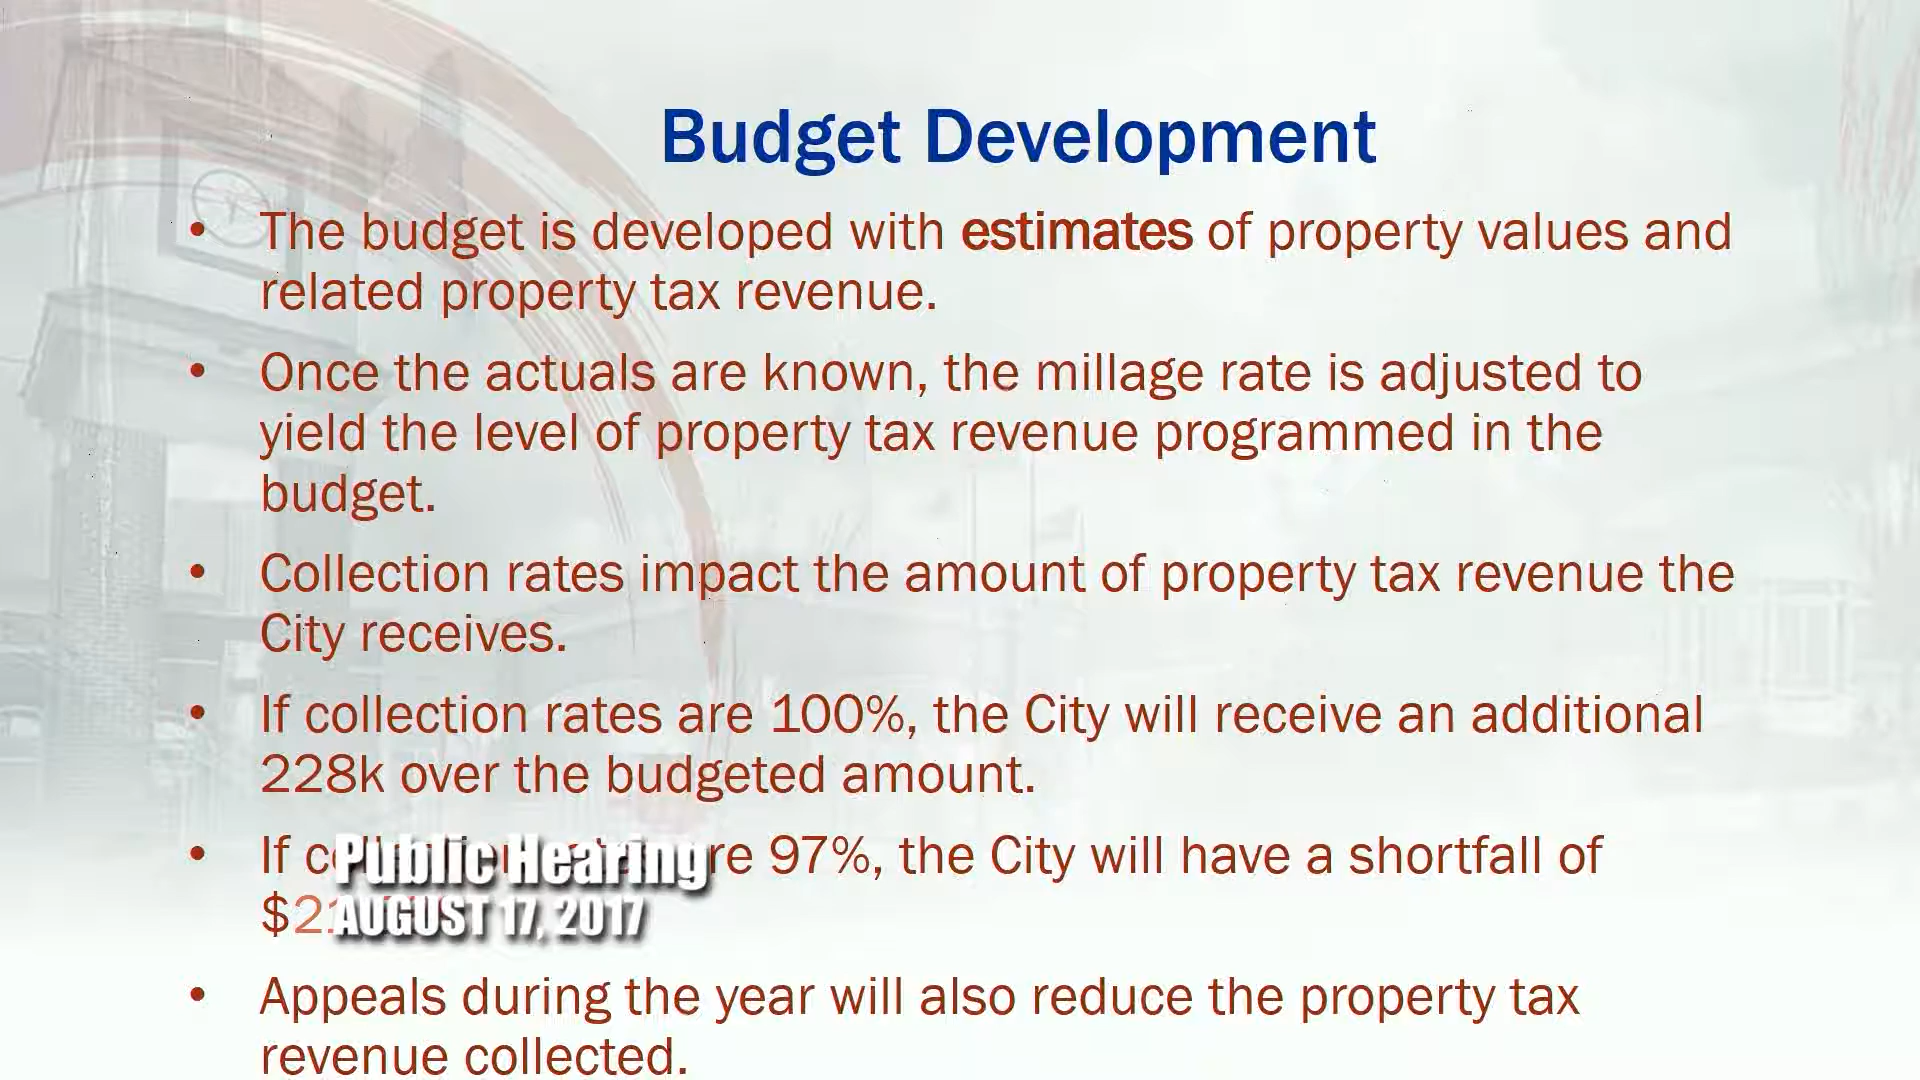 Budget Development
• The budget is developed with estimates of property values and
related property tax revenue.
• Once the actuals are known, the millage rate is adjusted to
yield the level of property tax revenue programmed in the
budget.
• Collection rates impact the amount of property tax revenue the
City receives.
• If collection rates are 100%, the City will receive an additional
228k over the budgeted amount.
• If are 97%, the City will have a shortfall of
Public Hearing
AUGUST 17, 2017
• Appeals during the year will also reduce the property tax
revenue collected.